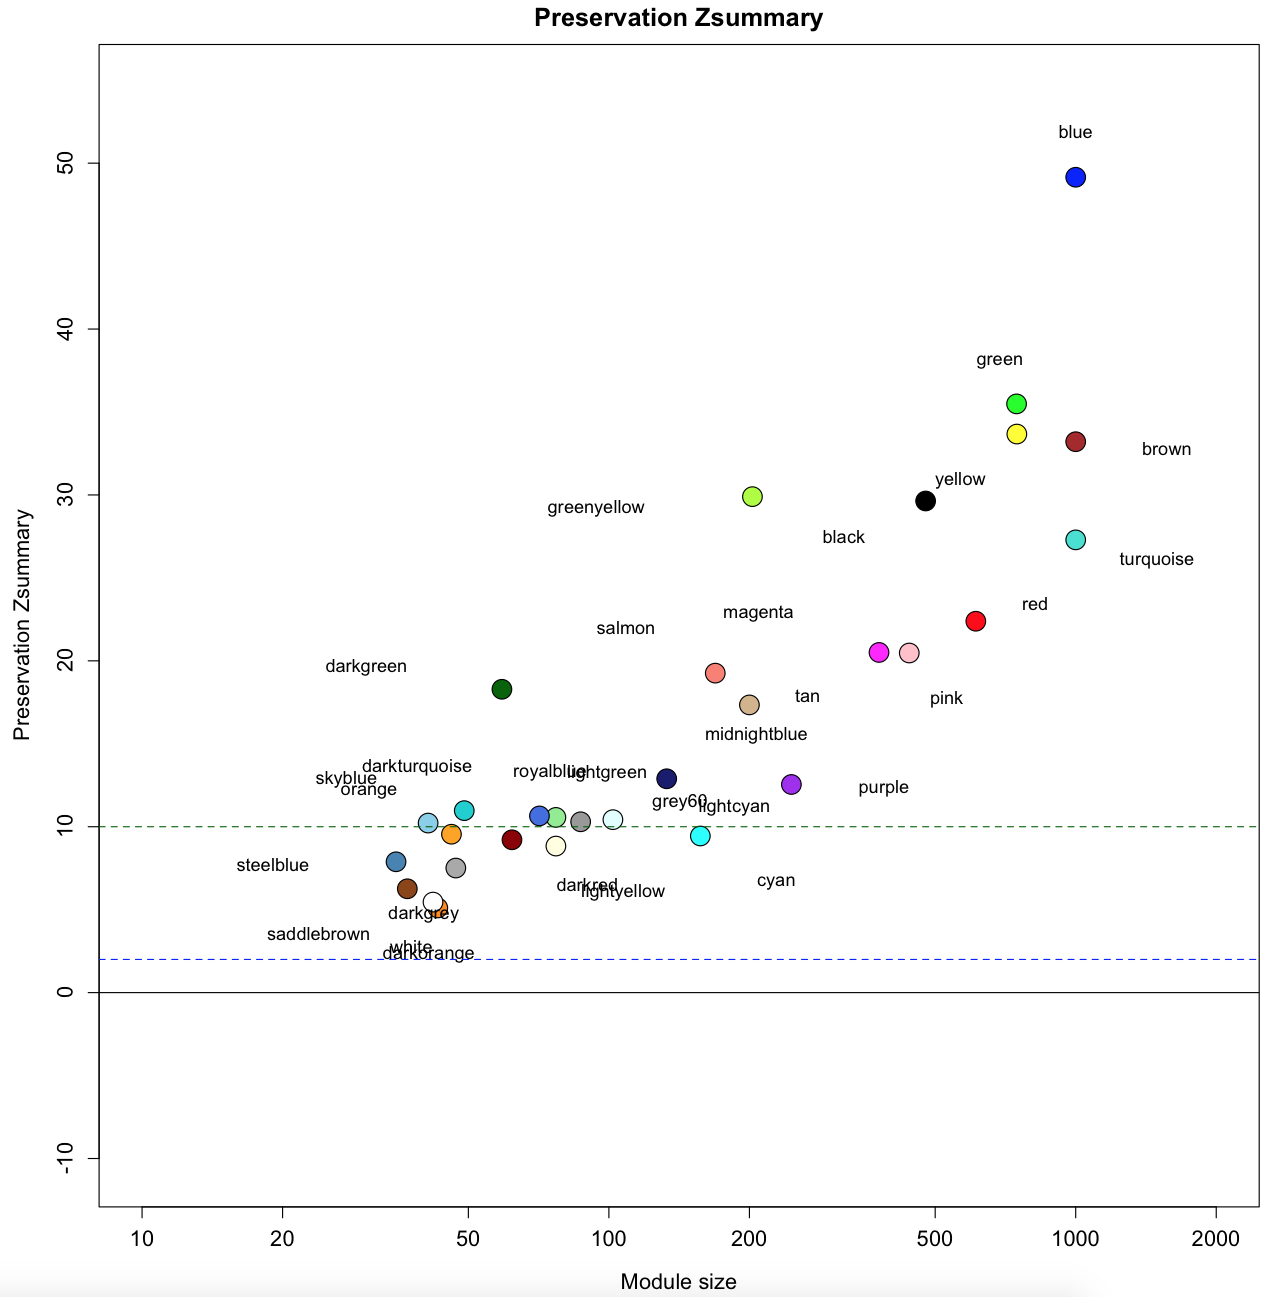 Preservation Zsummary
blue
50
40
green
brown
yellow
30
greenyellow
black
turquoise
red
magenta
salmon
darkgreen
20
tan
pink
midnightblue
darkturquoise
royalblue
lightgreen
skyblue
orange
purple
grey60
lightcyan
10
steelblue
cyan
darkred
lightyellow
darkgrey
saddlebrown
white
darkorange
0
-10
Preservation Zsummary
10 20 50 100 200 500 1000 2000
Module size